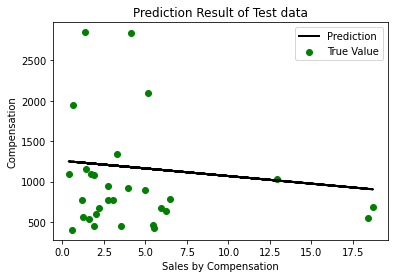 Prediction Result of Test data
Prediction
True Value
Compensation
2500
2000
1500
1000
500
0.0 2.5 5.0 7.5 10.0 12.5 15.0 17.5
Sales by Compensation